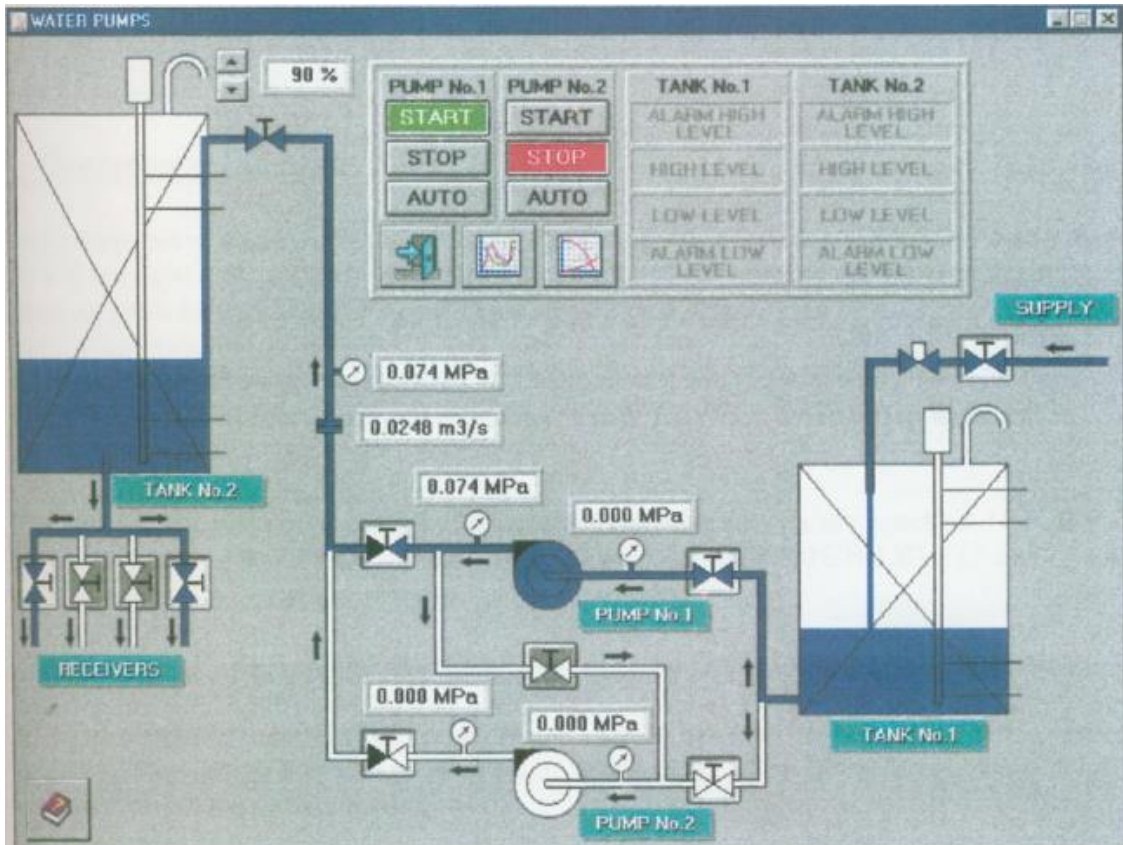 WATER PUMPS
90 %
PUMP No.1
PUMP No.2
TANK No.1
TANK No.2
START
START
ALARM HIGH
LEVEL
ALARM HIGH
LEVEL
STOP
STOP
HIGH LEVEL
HIGH LEVEL
AUTO
AUTO
LOW LEVEL
LOW LEVEL
ALARM LOW
LEVEL
ALARM LOW
LEVEL
SUPPLY
0.074 MPa
0.0248 m3/s
0.074 MPa
0.000 MPa
TANK No.2
PUMP No.1
RECEIVERS
0.000 MPa
0.000 MPa
TANK No.1
PUMP No.2